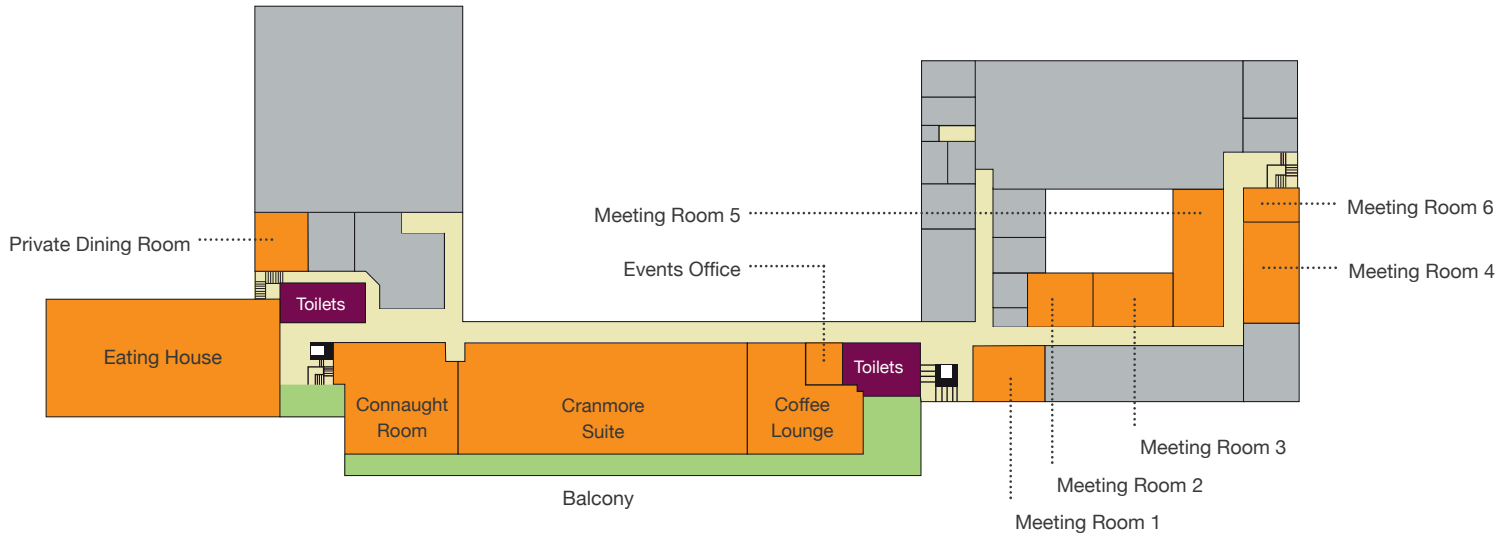 Meeting Room 5
Meeting Room 6
Private Dining Room
Events Office
Meeting Room 4
Toilets
Eating House
Toilets
Connaught
Room
Cranmore
Suite
Coffee
Lounge
Meeting Room 3
Meeting Room 2
Balcony
Meeting Room 1